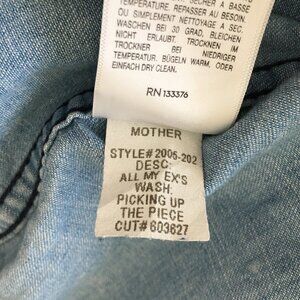 TEMPERATURE. REPASSER AU BESOIN.
OU SIMPLEMENT NETTOYAGE A SEC.
WASCHEN BEI 30 GRAD, BLEICHEN
NICHT ERLAUBT. TROCKNEN IM
TROCKNER BEI NIEDRIGER
TEMPERATUR, BÜGELN WARM, ODER
EINFACH DRY CLEAN.
RN 133376
MOTHER
STYLE# 2006-202
DESC:
ALL MY EX'S
WASH:
PICKING UP
THE PIECE
CUT# 603627